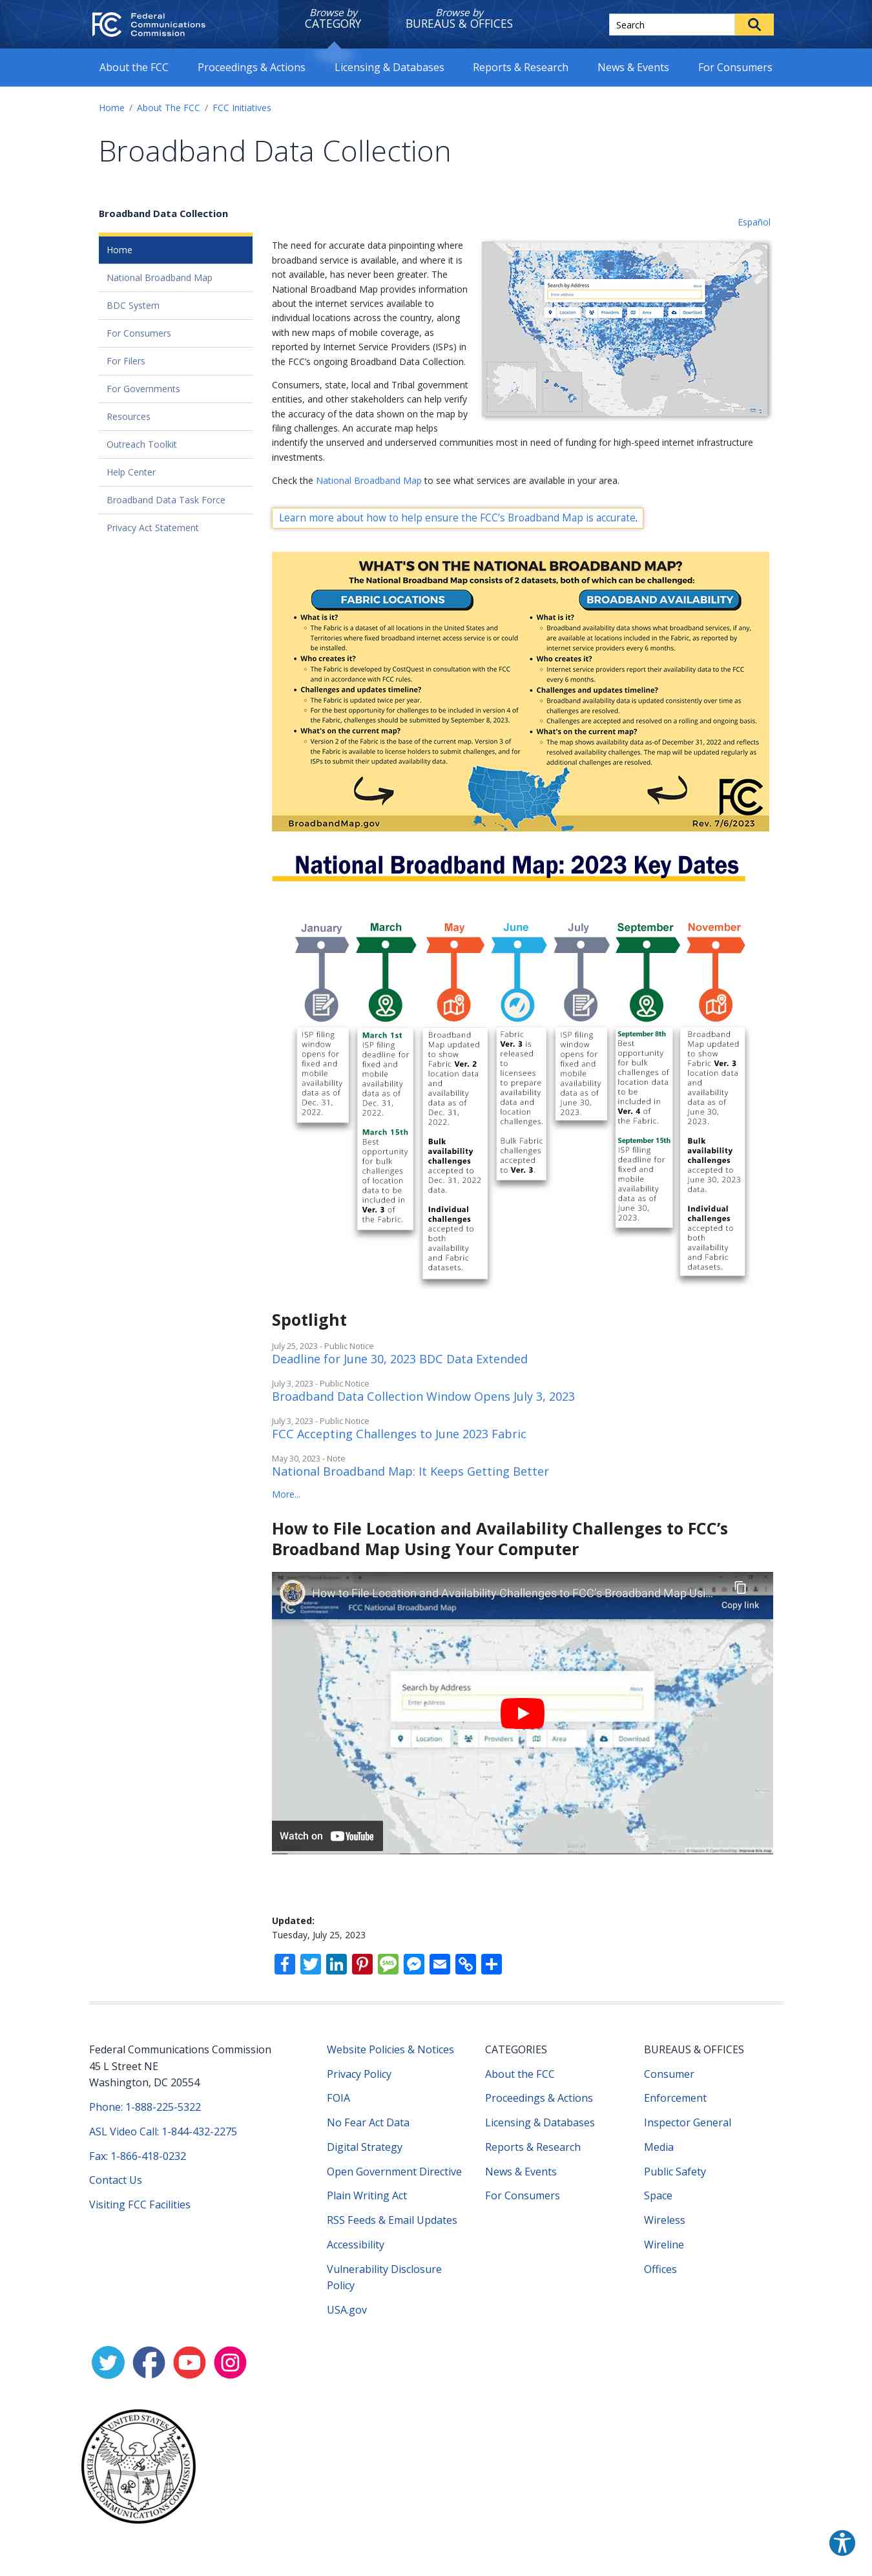 Federal
Communications
Commission
Browse by
CATEGORY
Browse by
BUREAUS & OFFICES
Search
About the FCC
Proceedings & Actions
Licensing & Databases
Reports & Research
News & Events
For Consumers
Home / About The FCC / FCC Initiatives
Broadband Data Collection
Broadband Data Collection
Home
National Broadband Map
BDC System
For Consumers
For Filers
For Governments
Resources
Outreach Toolkit
Help Center
Broadband Data Task Force
Privacy Act Statement
Español
The need for accurate data pinpointing where
broadband service is available, and where it is
not available, has never been greater. The
National Broadband Map provides information
about the internet services available to
individual locations across the country, along
with new maps of mobile coverage, as
reported by Internet Service Providers (ISPs) in
the FCC's ongoing Broadband Data Collection.
Search by Address
About
Enter address
Location
Providers
Area
Download
Consumers, state, local and Tribal government
entities, and other stakeholders can help verify
the accuracy of the data shown on the map by
filing challenges. An accurate map helps
indentify the unserved and underserved communities most in need of funding for high-speed internet infrastructure
investments.
Check the National Broadband Map to see what services are available in your area.
Learn more about how to help ensure the FCC's Broadband Map is accurate.
WHAT'S ON THE NATIONAL BROADBAND MAP?
The National Broadband Map consists of 2 datasets, both of which can be challenged:
FABRIC LOCATIONS
• What is it?
The Fabric is a dataset of all locations in the United States and
Territories where fixed broadband internet access service is or could
be installed.
• Who creates it?
The Fabric is developed by CostQuest in consultation with the FCC
and in accordance with FCC rules.
• Challenges and updates timeline?
The Fabric is updated twice per year.
For the best opportunity for challenges to be included in version 4 of
the Fabric, challenges should be submitted by September 8, 2023.
• What's on the current map?
Version 2 of the Fabric is the base of the current map. Version 3 of
the Fabric is available to license holders to submit challenges, and for
ISPs to submit their updated availability data.
BROADBAND AVAILABILITY
• What is it?
Broadband availability data shows what broadband services, if any,
are available at locations included in the Fabric, as reported by
internet service providers every 6 months.
• Who creates it?
Internet service providers report their availability data to the FCC
every 6 months.
• Challenges and updates timeline?
Broadband availability data is updated consistently over time as
challenges are resolved.
Challenges are accepted and resolved on a rolling and ongoing basis.
• What's on the current map?
The map shows availability data as-of December 31, 2022 and reflects
resolved availability challenges. The map will be updated regularly as
additional challenges are resolved.
FCC
BroadbandMap.gov
Rev. 7/6/2023
National Broadband Map: 2023 Key Dates
January
ISP filing
window
opens for
fixed and
mobile
availability
data as of
Dec. 31,
2022.
March
March 1st
ISP filing
deadline for
fixed and
mobile
availability
data as of
Dec. 31,
2022.
March 15th
Best
opportunity
for bulk
challenges
of location
data to be
included in
Ver. 3 of
the Fabric.
May
Broadband
Map updated
to show
Fabric Ver. 2
location data
and
availability
data as of
Dec. 31,
2022.
Bulk
availability
challenges
accepted to
Dec. 31, 2022
data.
Individual
challenges
accepted to
both
availability
and Fabric
datasets.
June
Fabric
Ver. 3 is
released
to
licensees
to prepare
availability
data and
location
challenges.
Bulk Fabric
challenges
accepted
to Ver. 3.
July
ISP filing
window
opens for
fixed and
mobile
availability
data as of
June 30,
2023.
September
September 8th
Best
opportunity
for bulk
challenges of
location data
to be
included in
Ver. 4 of
the Fabric.
September 15th
ISP filing
deadline for
fixed and
mobile
availability
data as of
June 30,
2023.
November
Broadband
Map updated
to show
Fabric Ver. 3
location data
and
availability
data as of
June 30,
2023.
Bulk
availability
challenges
accepted to
June 30, 2023
data.
Individual
challenges
accepted to
both
availability
and Fabric
datasets.
Spotlight
July 25, 2023 - Public Notice
Deadline for June 30, 2023 BDC Data Extended
July 3, 2023 - Public Notice
Broadband Data Collection Window Opens July 3, 2023
July 3, 2023 - Public Notice
FCC Accepting Challenges to June 2023 Fabric
May 30, 2023 - Note
National Broadband Map: It Keeps Getting Better
More...
How to File Location and Availability Challenges to FCC's
Broadband Map Using Your Computer
How to File Location and Availability Challenges to FCC's Broadband Map Usi...
Copy link
Communications
Commission
FCC National Broadband Map
Search by Address
About
Enter address
Location
Providers
Area
Download
Watch on YouTube
Updated:
Tuesday, July 25, 2023
SMS
Federal Communications Commission
45 L Street NE
Washington, DC 20554
Phone: 1-888-225-5322
ASL Video Call: 1-844-432-2275
Fax: 1-866-418-0232
Contact Us
Visiting FCC Facilities
Website Policies & Notices
Privacy Policy
FOIA
No Fear Act Data
Digital Strategy
Open Government Directive
Plain Writing Act
RSS Feeds & Email Updates
Accessibility
Vulnerability Disclosure
Policy
USA.gov
CATEGORIES
About the FCC
Proceedings & Actions
Licensing & Databases
Reports & Research
News & Events
For Consumers
BUREAUS & OFFICES
Consumer
Enforcement
Inspector General
Media
Public Safety
Space
Wireless
Wireline
Offices
UNITED STATES
FEDERAL COMMUNICATIONS COMMISSION